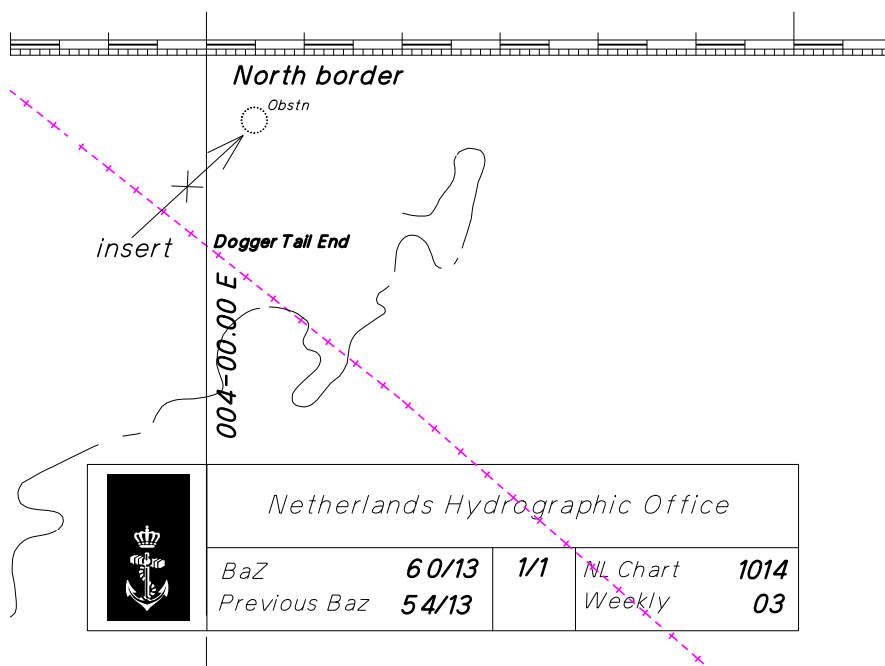 North border
Obstn
insert
Dogger Tail End
004-00.00 E
Netherlands Hydrographic Office
BaZ 60/13 1/1 NL Chart 1014
Previous Baz 54/13 Weekly 03